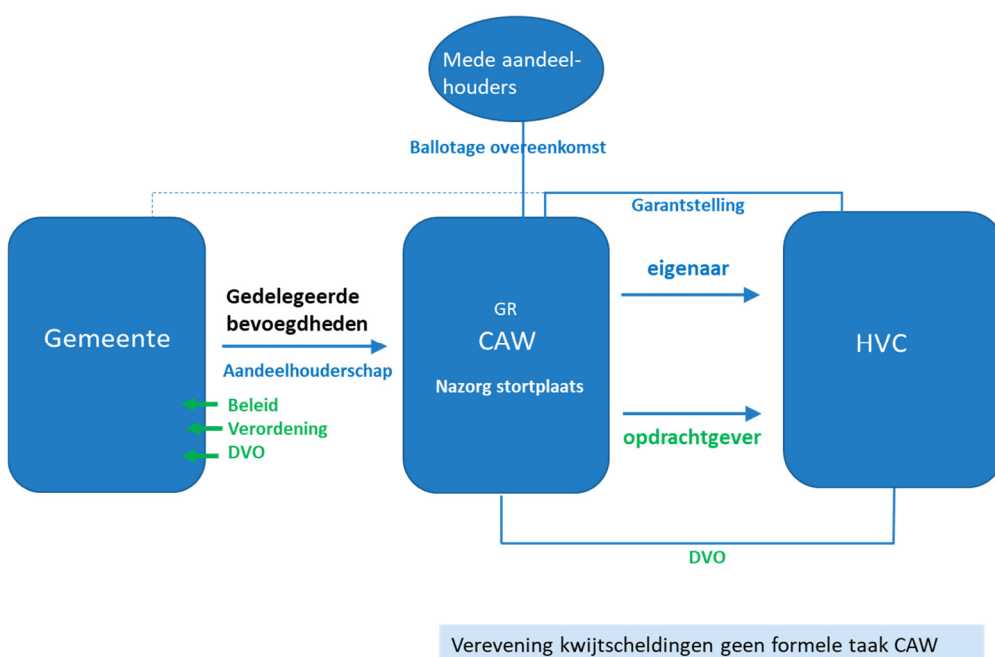 Mede aandeel-
houders
Ballotage overeenkomst
Garantstelling
Gemeente
Gedelegeerde
bevoegdheden
Aandeelhouderschap
Beleid
Verordening
DVO
GR
CAW
Nazorg stortplaats
eigenaar
opdrachtgever
HVC
DVO
Verevening kwijtscheldingen geen formele taak CAW